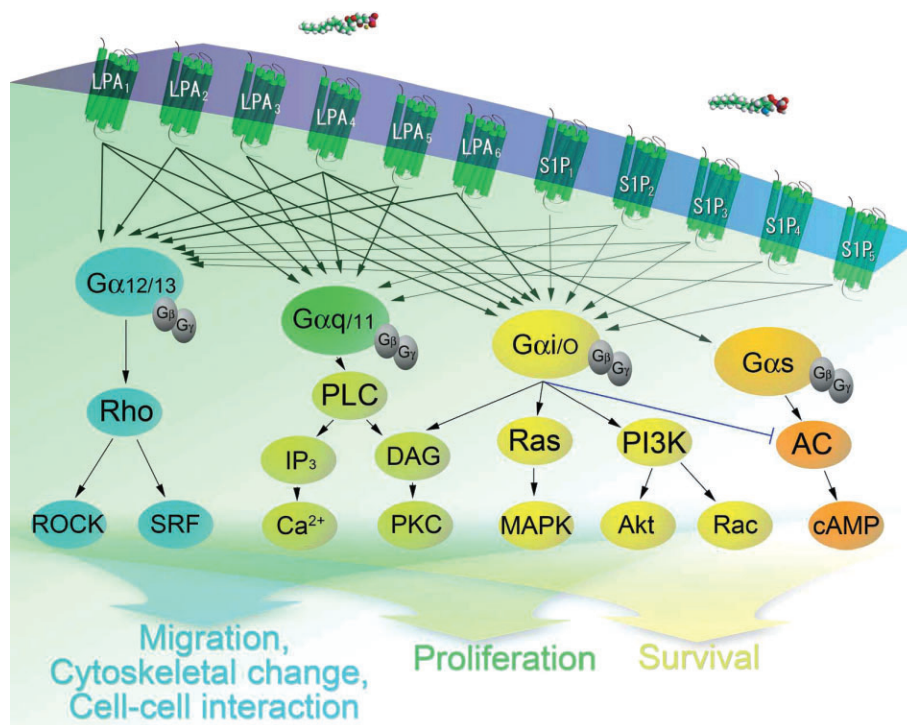 LPA₁
LPA₂
LPA₃
LPA₄
LPA₅
LPA₆
S1P₁
S1P₂
S1P₃
S1P₄
S1P₅
Gα12/13
Gβ
Gγ
Gαq/11
Gβ
Gγ
Gαi/O
Gβ
Gγ
Gαs
Gβ
Gγ
PLC
Rho
IP₃
DAG
Ras
PI3K
AC
ROCK
SRF
Ca²⁺
PKC
MAPK
Akt
Rac
cAMP
Migration,
Cytoskeletal change,
Cell-cell interaction
Proliferation
Survival